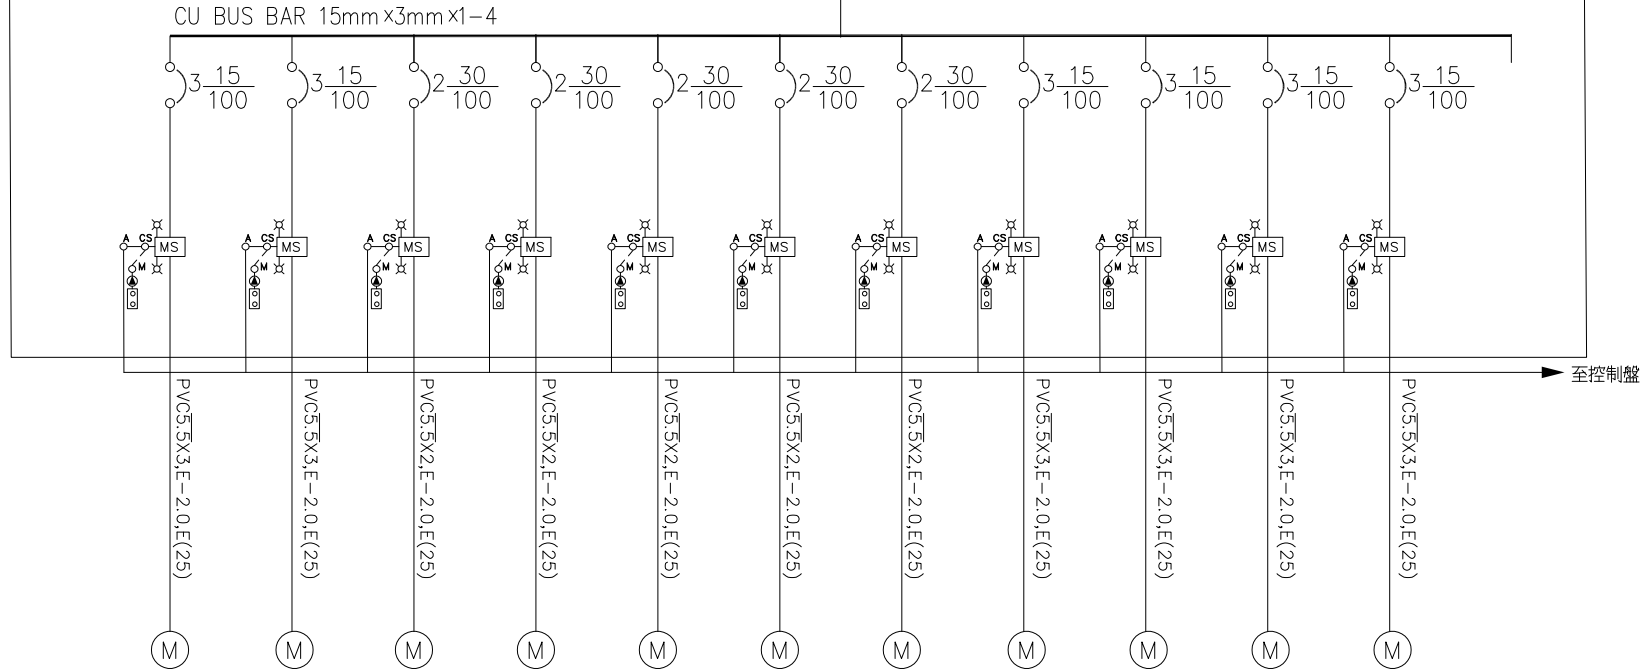 CU BUS BAR 15mm×3mm×1-4
3 15/100 3 15/100 2 30/100 2 30/100 2 30/100 2 30/100 2 30/100 3 15/100 3 15/100 3 15/100 3 15/100
A CS MS M A CS MS M A CS MS M A CS MS M A CS MS M A CS MS M A CS MS M A CS MS M A CS MS M A CS MS M A CS MS M
至控制盤
PVC5.5X3,E-2.0,E(25)
PVC5.5X3,E-2.0,E(25)
PVC5.5X2,E-2.0,E(25)
PVC5.5X2,E-2.0,E(25)
PVC5.5X2,E-2.0,E(25)
PVC5.5X2,E-2.0,E(25)
PVC5.5X2,E-2.0,E(25)
PVC5.5X3,E-2.0,E(25)
PVC5.5X3,E-2.0,E(25)
PVC5.5X3,E-2.0,E(25)
PVC5.5X3,E-2.0,E(25)
M M M M M M M M M M M